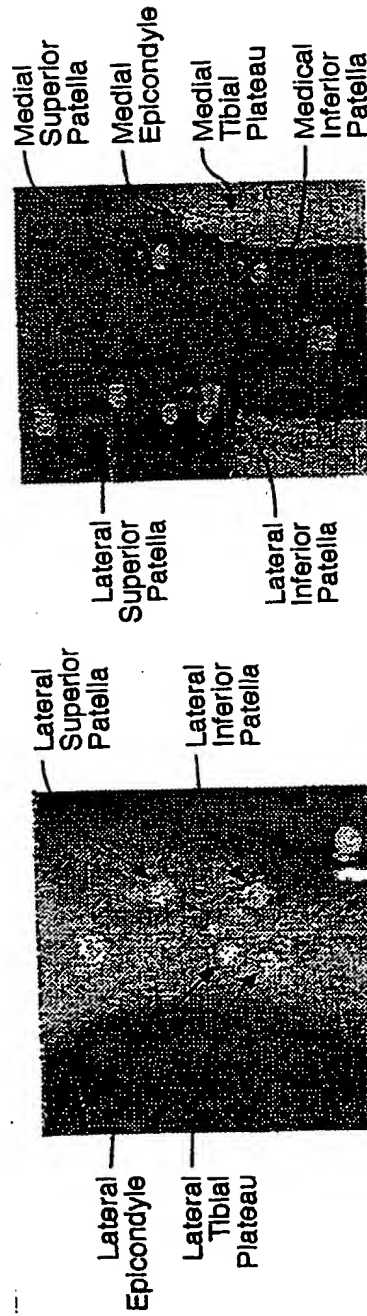 Medial
Superior
Patella
Medial
Epicondyle
Medial
Tibial
Plateau
Medical
Inferior
Patella
Lateral
Superior
Patella
Lateral
Inferior
Patella
Lateral
Superior
Patella
Lateral
Inferior
Patella
Lateral
Epicondyle
Lateral
Tibial
Plateau